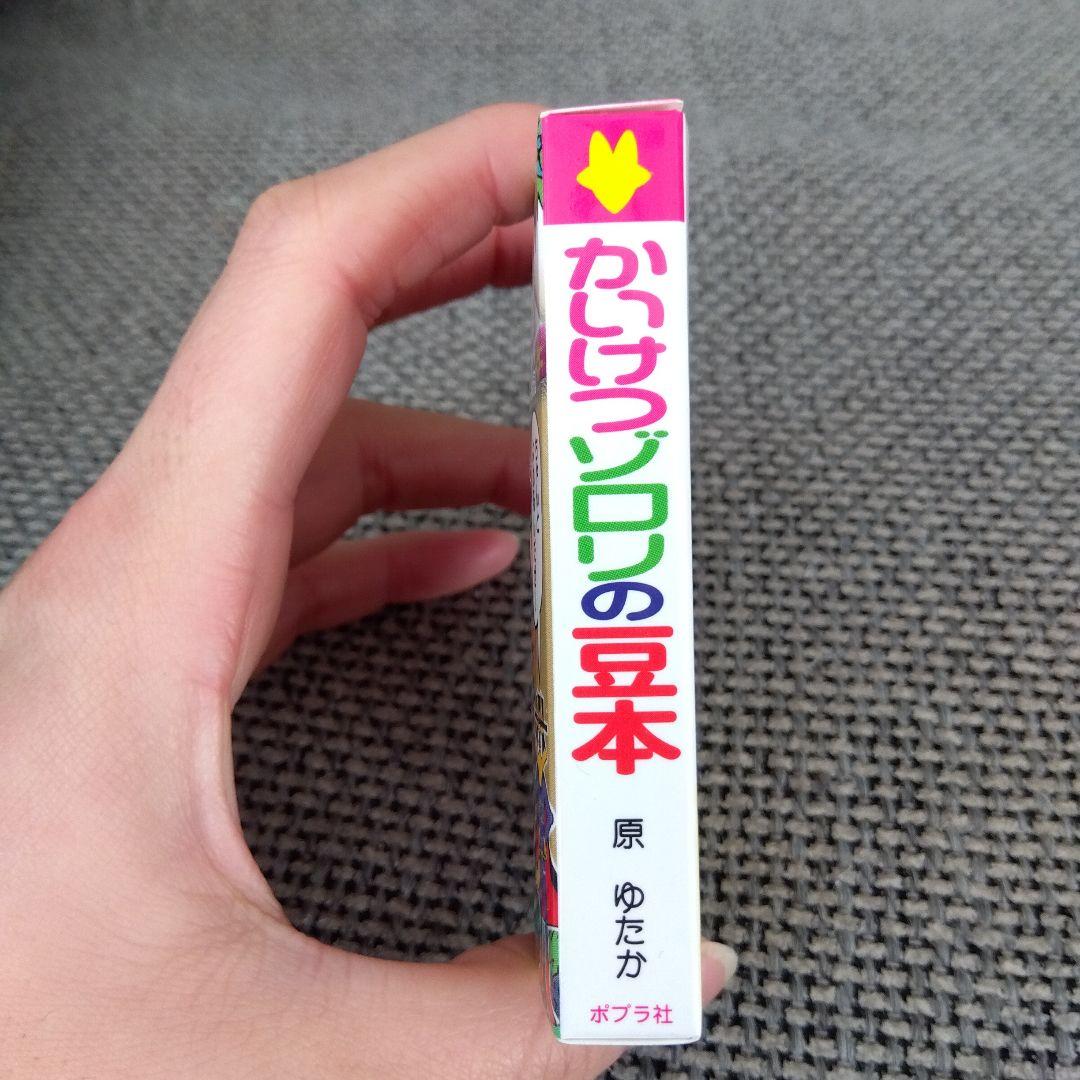 かいけつゾロリの豆本
原 ゆたか
ポプラ社